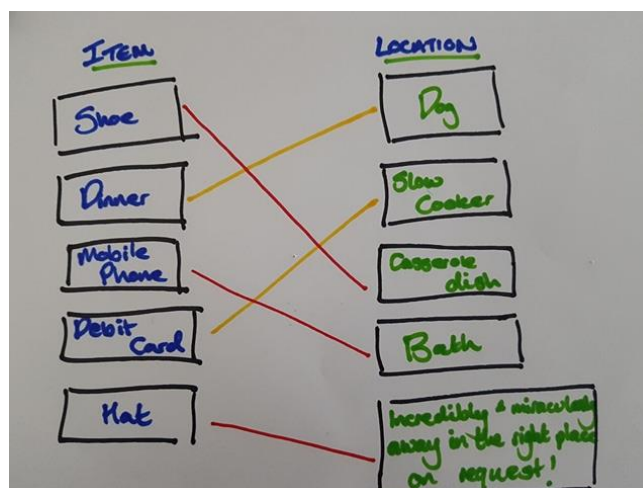 ITEM
LOCATION
Shoe
Dog
Dinner
Slow
Cooker
Mobile
Phone
Casserole
dish
Debit
Card
Bath
Hat
Incredibly & miraculously
away in the right place
on request!